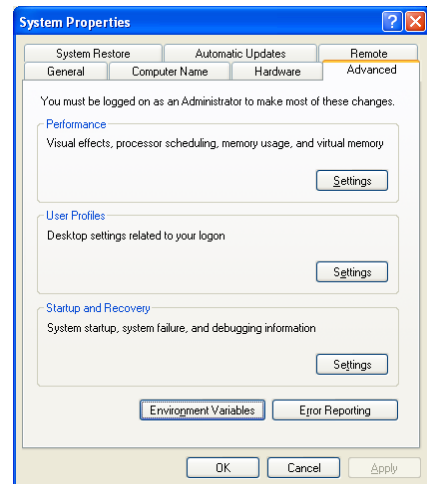 System Properties
System Restore Automatic Updates Remote
General Computer Name Hardware Advanced
You must be logged on as an Administrator to make most of these changes.
Performance
Visual effects, processor scheduling, memory usage, and virtual memory
Settings
User Profiles
Desktop settings related to your logon
Settings
Startup and Recovery
System startup, system failure, and debugging information
Settings
Environment Variables Error Reporting
OK Cancel Apply